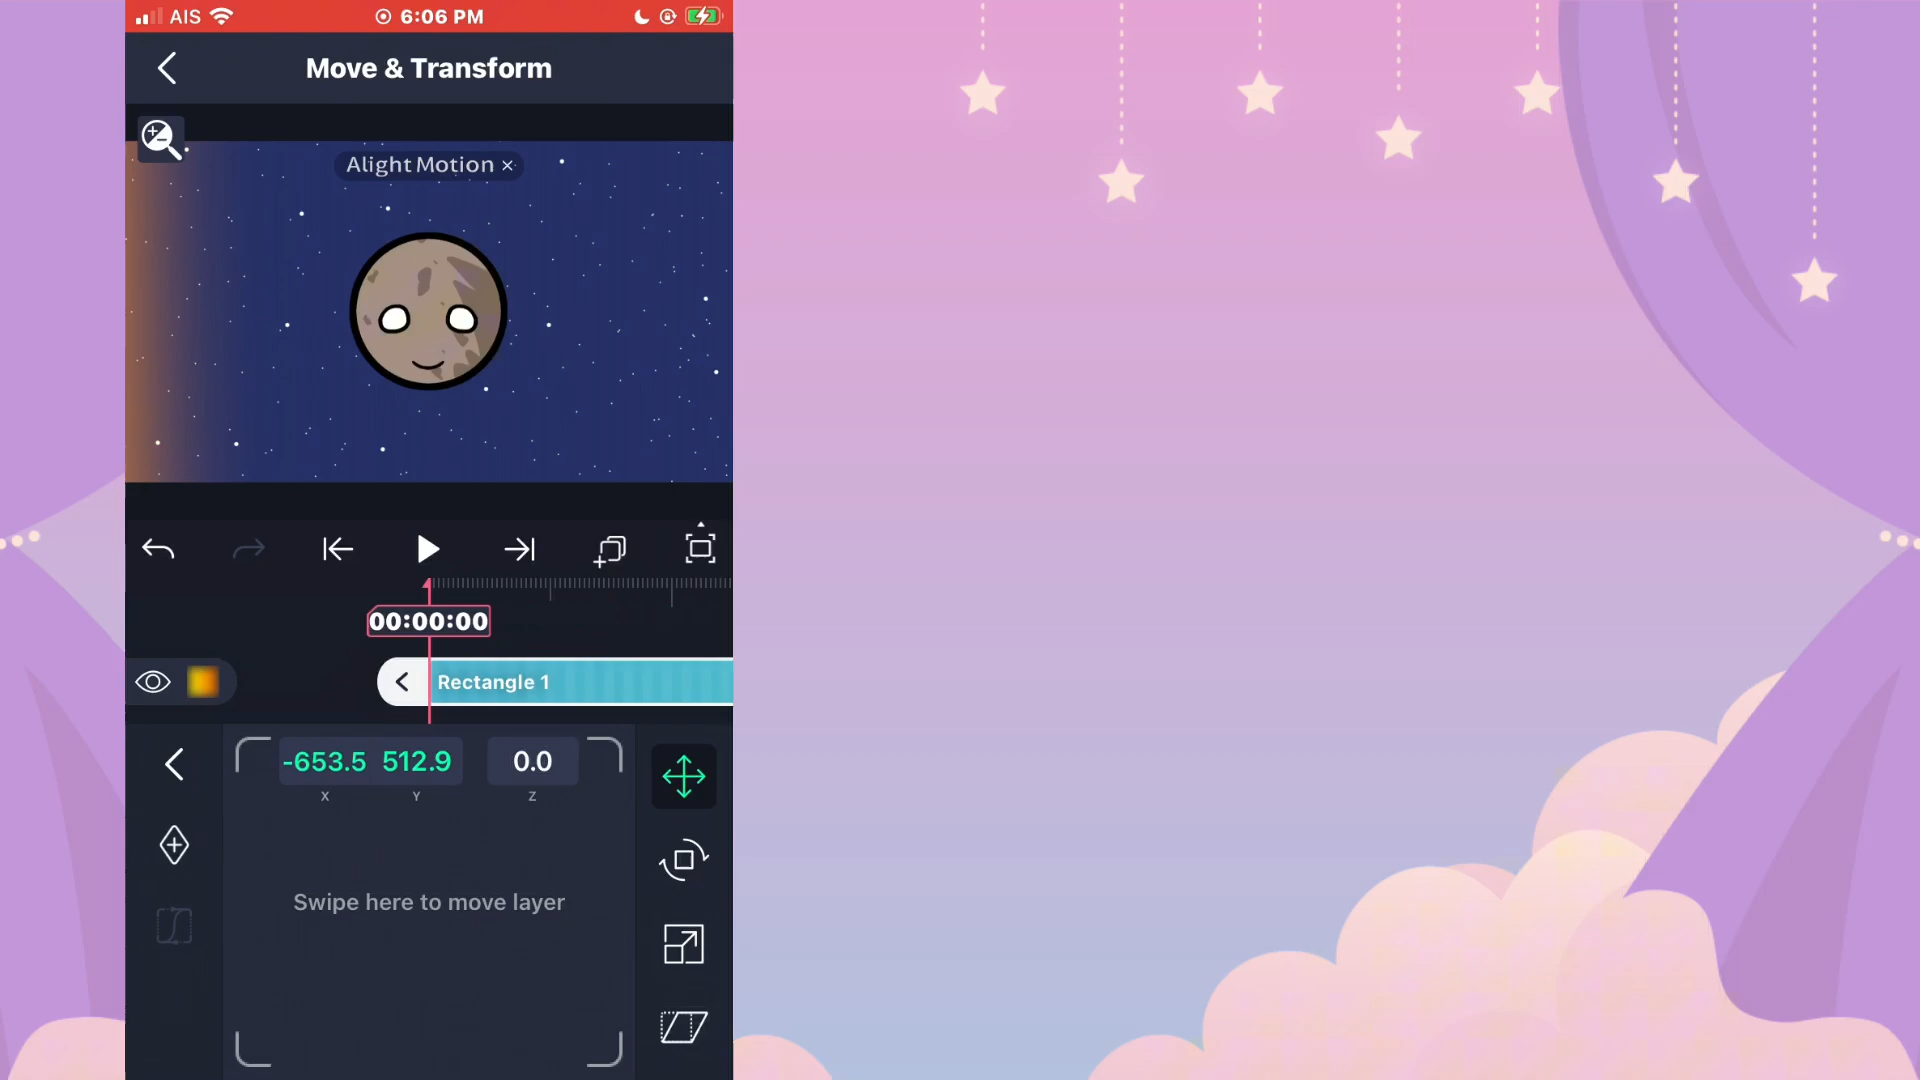 AIS 6:06 PM
Move & Transform
Alight Motion ×
00:00:00
Rectangle 1
-653.5 512.9 0.0
X Y Z
Swipe here to move layer